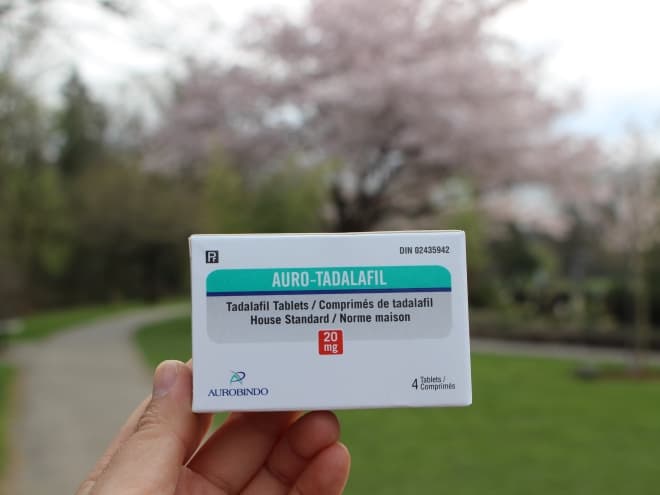 Pr
DIN 02435942
AURO-TADALAFIL
Tadalafil Tablets / Comprimés de tadalafil
House Standard / Norme maison
20
mg
AUROBINDO
4 Tablets /
Comprimés